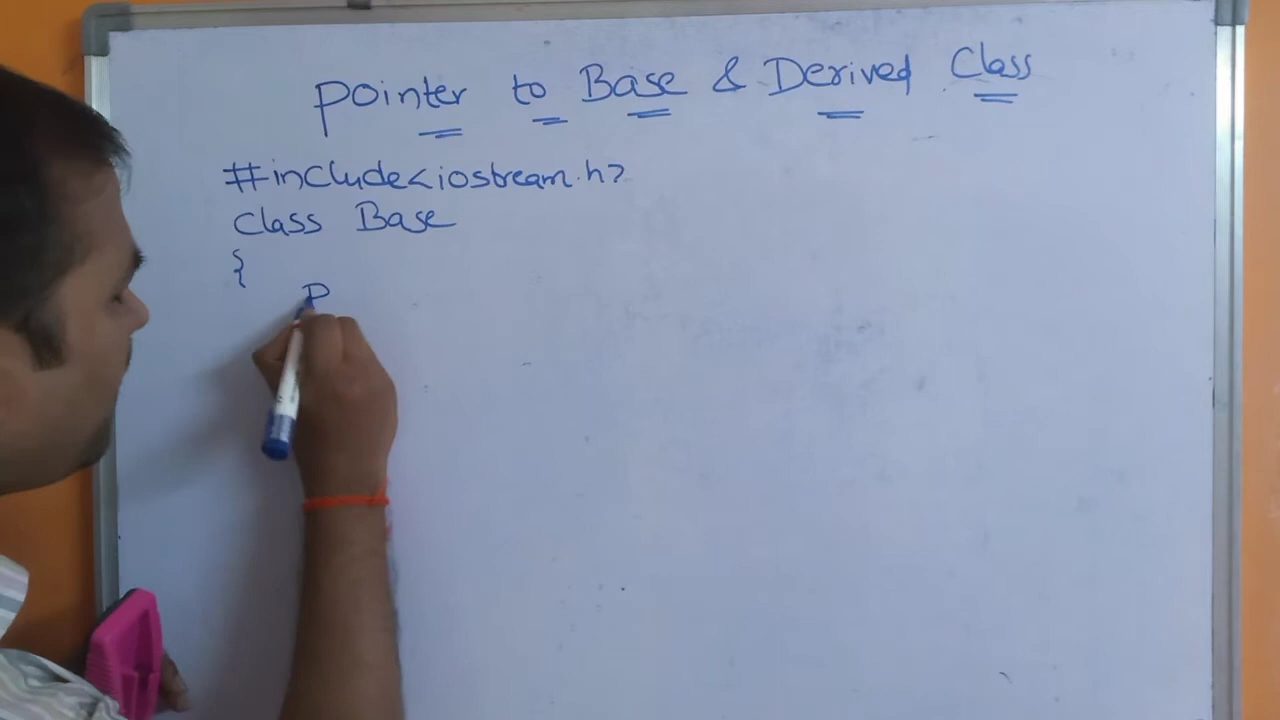 Pointer to Base & Derived Class
#include<iostream.h>
Class Base
{
P